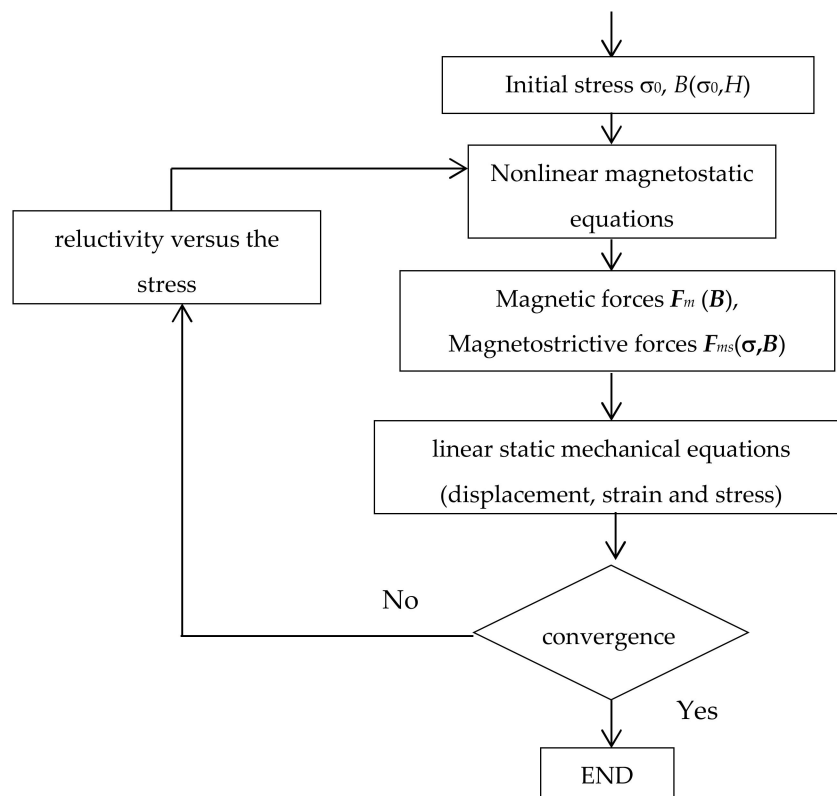 Initial stress σ0, B(σ0,H)
Nonlinear magnetostatic
equations
reluctivity versus the
stress
Magnetic forces Fm (B),
Magnetostrictive forces Fms(σ,B)
linear static mechanical equations
(displacement, strain and stress)
No
convergence
Yes
END